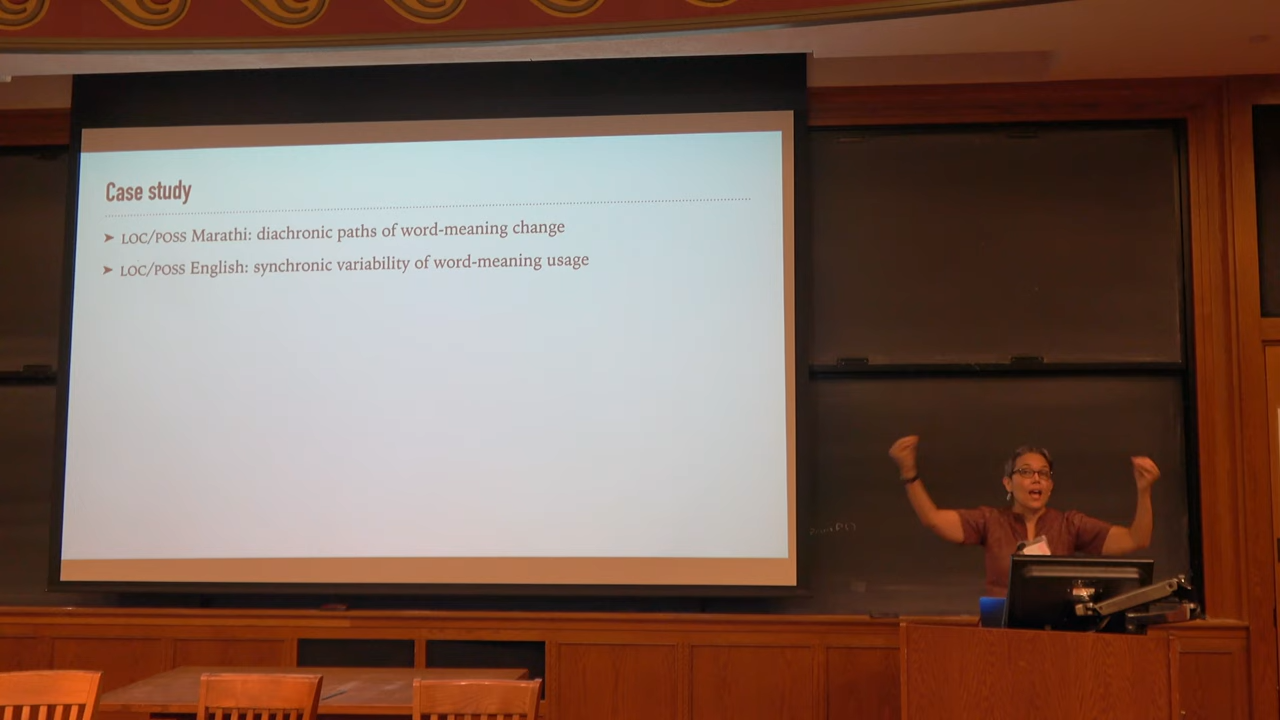 Case study
➤ LOC/POSS Marathi: diachronic paths of word-meaning change
➤ LOC/POSS English: synchronic variability of word-meaning usage